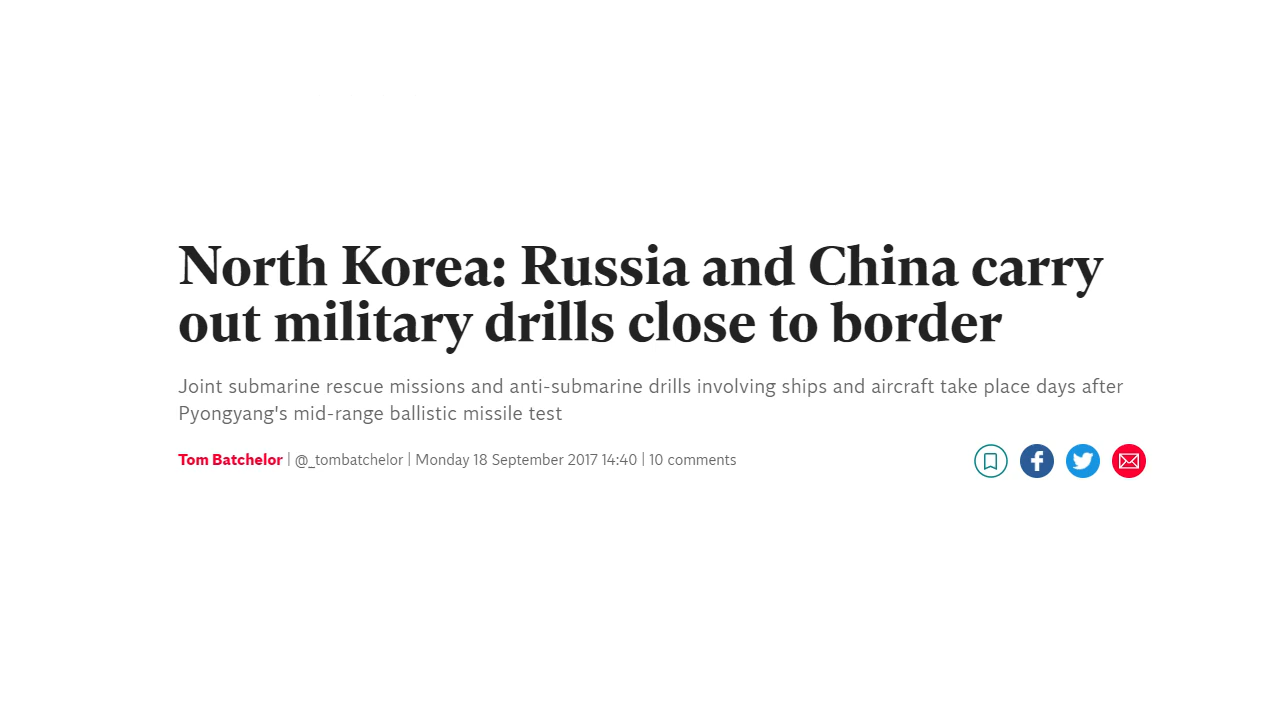 North Korea: Russia and China carry
out military drills close to border
Joint submarine rescue missions and anti-submarine drills involving ships and aircraft take place days after
Pyongyang's mid-range ballistic missile test
Tom Batchelor | @_tombatchelor | Monday 18 September 2017 14:40 | 10 comments